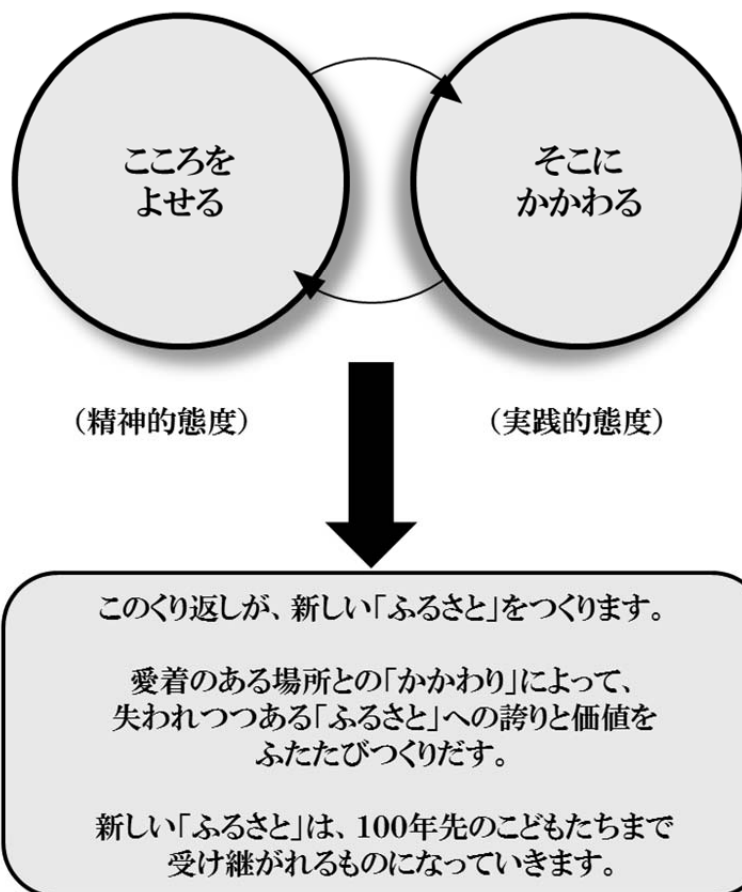 こころを
よせる
そこに
かかわる
（精神的態度）
（実践的態度）
このくり返しが、新しい「ふるさと」をつくります。
愛着のある場所との「かかわり」によって、
失われつつある「ふるさと」への誇りと価値を
ふたたびつくりだす。
新しい「ふるさと」は、100年先のこどもたちまで
受け継がれるものになっていきます。